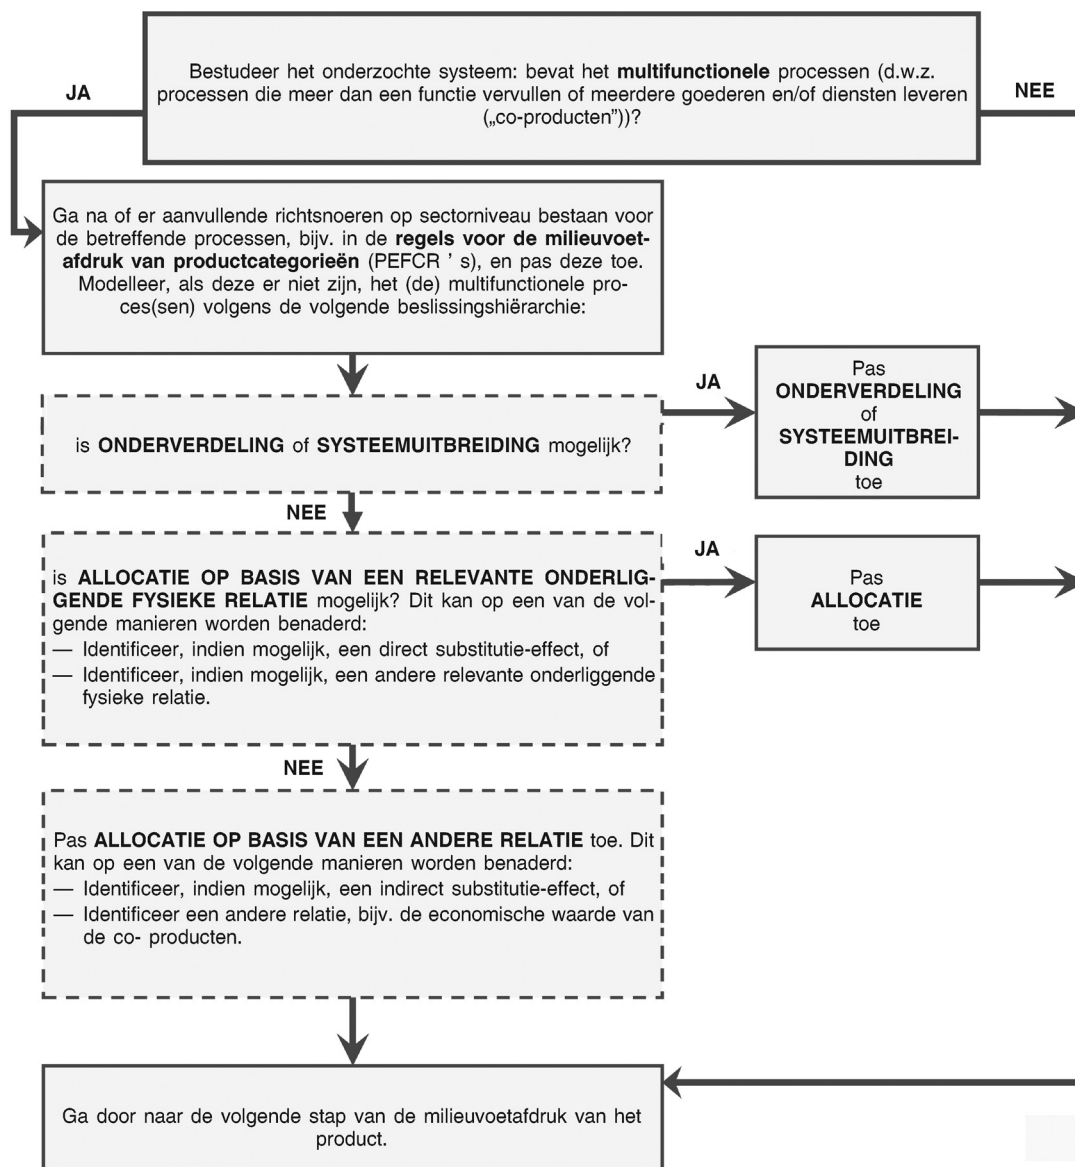 Bestudeer het onderzochte systeem: bevat het multifunctionele processen (d.w.z.
processen die meer dan een functie vervullen of meerdere goederen en/of diensten leveren
(„co-producten”))?
JA
NEE
Ga na of er aanvullende richtsnoeren op sectorniveau bestaan voor
de betreffende processen, bijv. in de regels voor de milieuvoet-
afdruk van productcategorieën (PEFCR ’ s), en pas deze toe.
Modelleer, als deze er niet zijn, het (de) multifunctionele pro-
ces(sen) volgens de volgende beslissingshiërarchie:
is ONDERVERDELING of SYSTEEMUITBREIDING mogelijk?
JA
Pas
ONDERVERDELING
of
SYSTEEMUITBREI-
DING
toe
NEE
is ALLOCATIE OP BASIS VAN EEN RELEVANTE ONDERLIG-
GENDE FYSIEKE RELATIE mogelijk? Dit kan op een van de vol-
gende manieren worden benaderd:
— Identificeer, indien mogelijk, een direct substitutie-effect, of
— Identificeer, indien mogelijk, een andere relevante onderliggende
fysieke relatie.
JA
Pas
ALLOCATIE
toe
NEE
Pas ALLOCATIE OP BASIS VAN EEN ANDERE RELATIE toe. Dit
kan op een van de volgende manieren worden benaderd:
— Identificeer, indien mogelijk, een indirect substitutie-effect, of
— Identificeer een andere relatie, bijv. de economische waarde van
de co- producten.
Ga door naar de volgende stap van de milieuvoetafdruk van het
product.